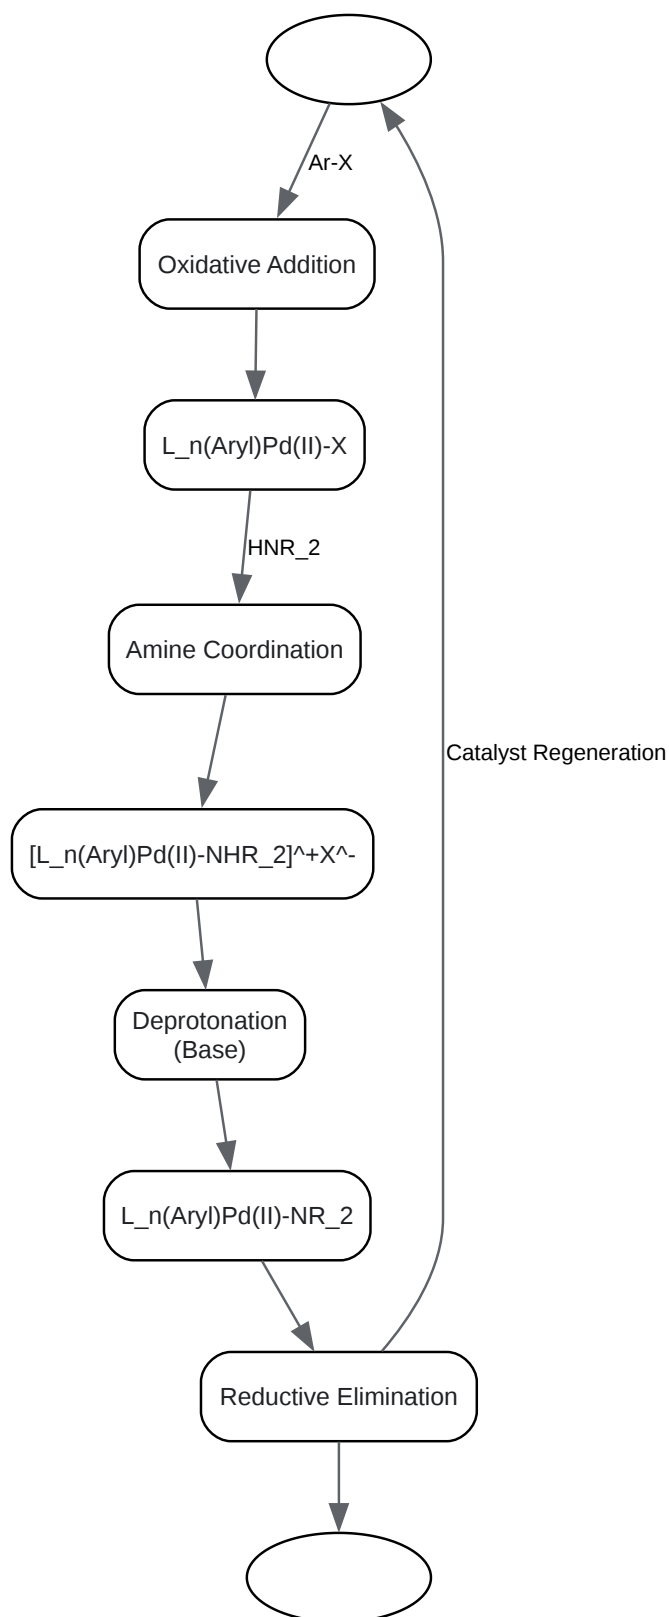 Ar-X
Oxidative Addition
L_n(Aryl)Pd(II)-X
HNR_2
Amine Coordination
Catalyst Regeneration
[L_n(Aryl)Pd(II)-NHR_2]^+X^-
Deprotonation
(Base)
L_n(Aryl)Pd(II)-NR_2
Reductive Elimination